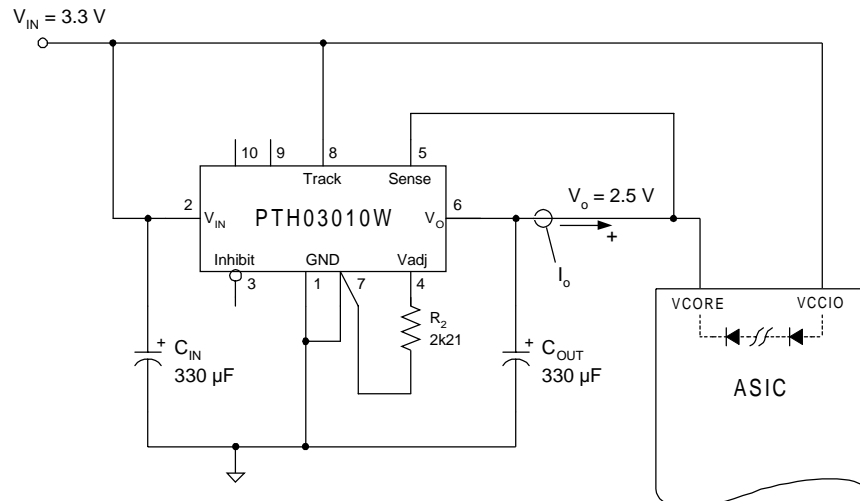 V_IN = 3.3 V
10
9
8
5
Track
Sense
2
V_IN
PTH03010W
V_O
6
V_o = 2.5 V
+
I_o
Inhibit
GND
Vadj
3
1
7
4
R_2
2k21
+
C_IN
330 µF
+
C_OUT
330 µF
VCORE
VCCIO
ASIC